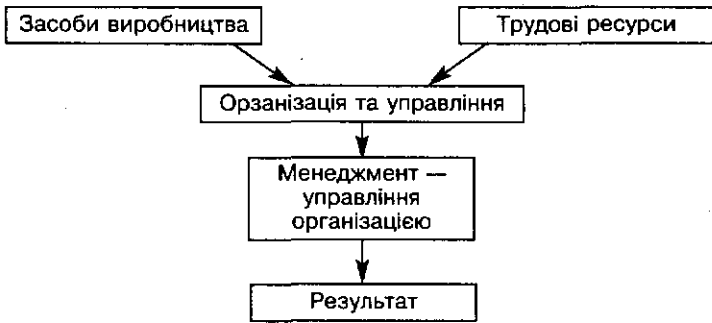 Засоби виробництва
Трудові ресурси
Орзанізація та управління
Менеджмент —
управління
організацією
Результат